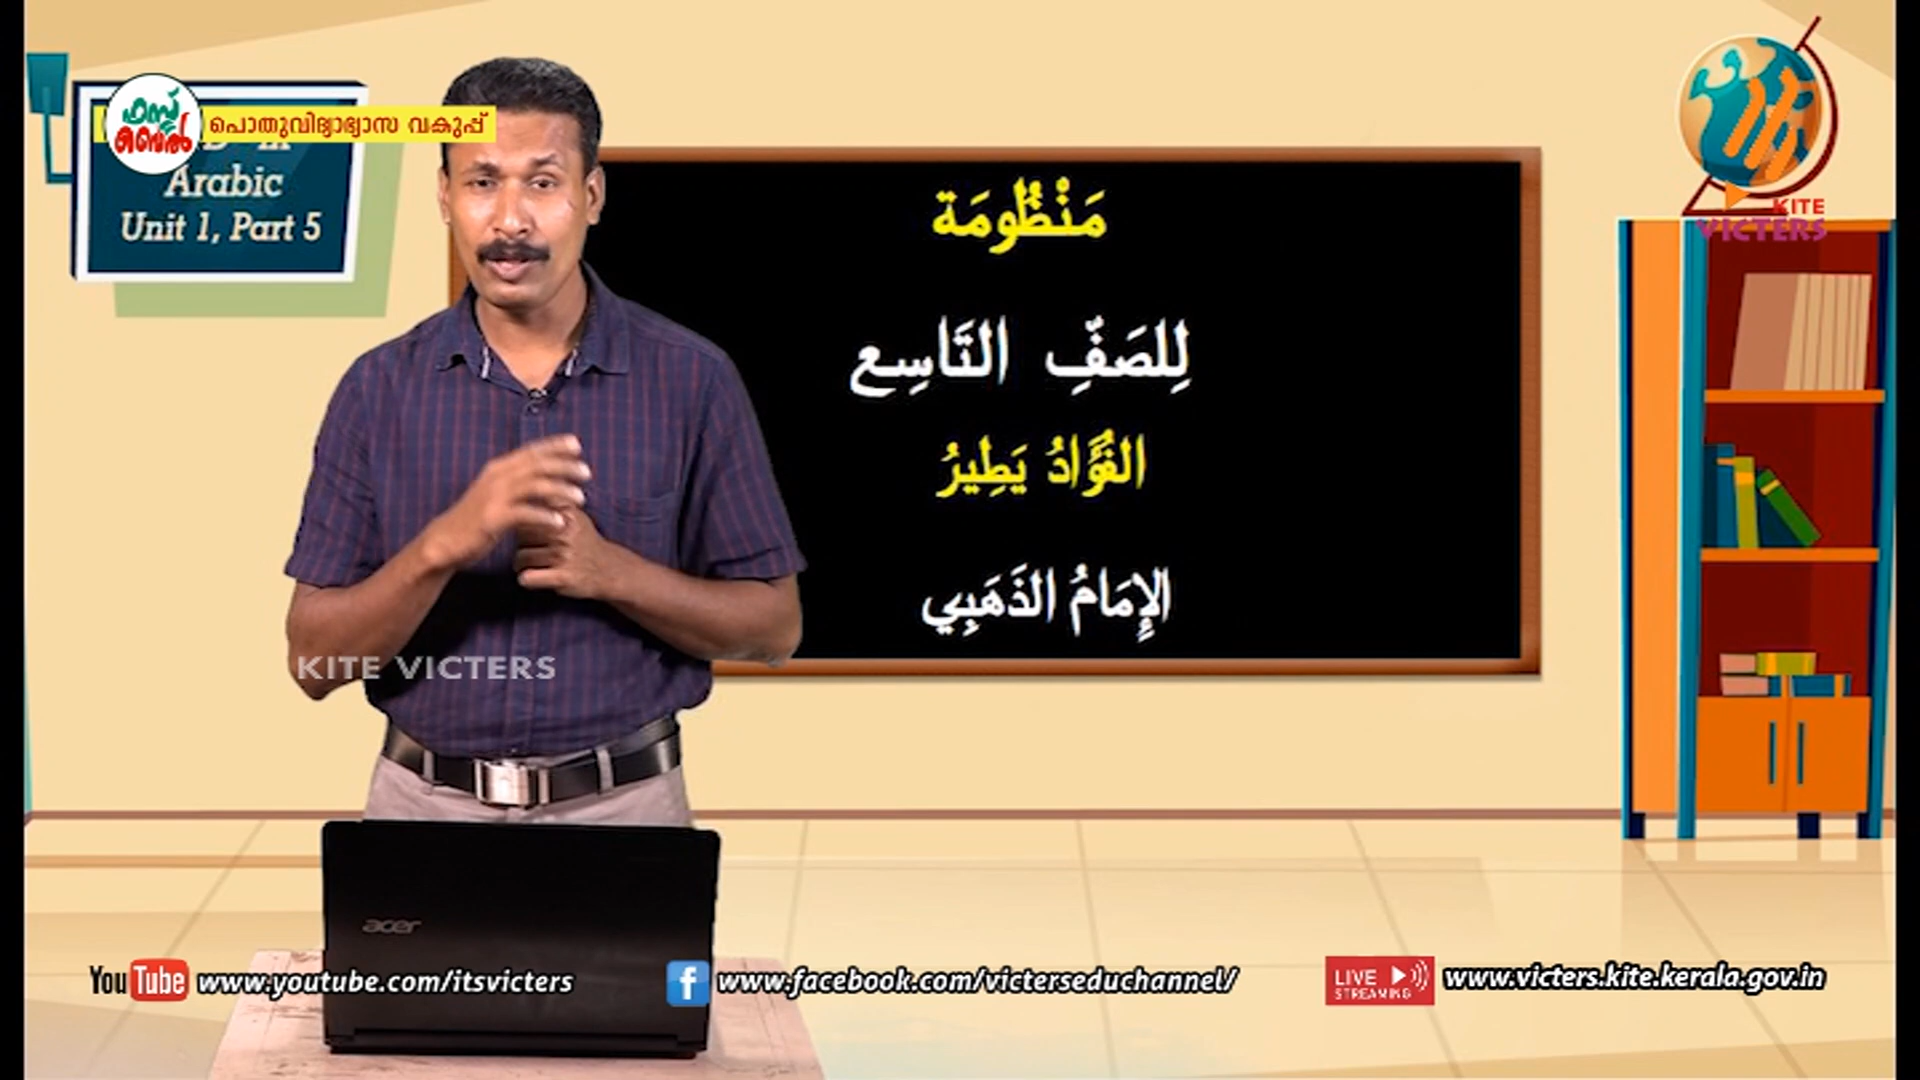 ഫസ്റ്റ്
ബെൽ
പൊതുവിദ്യാഭ്യാസ വകുപ്പ്
Arabic
Unit 1, Part 5
KITE
VICTERS
مَنْظُومَة
لِلصَفِّ التَّاسِع
الفُؤَادُ يَطِيرُ
الإِمَامُ الذَهَبِي
KITE VICTERS
acer
YouTube www.youtube.com/itsvicters
f www.facebook.com/victerseduchannel/
LIVE STREAMING www.victers.kite.kerala.gov.in